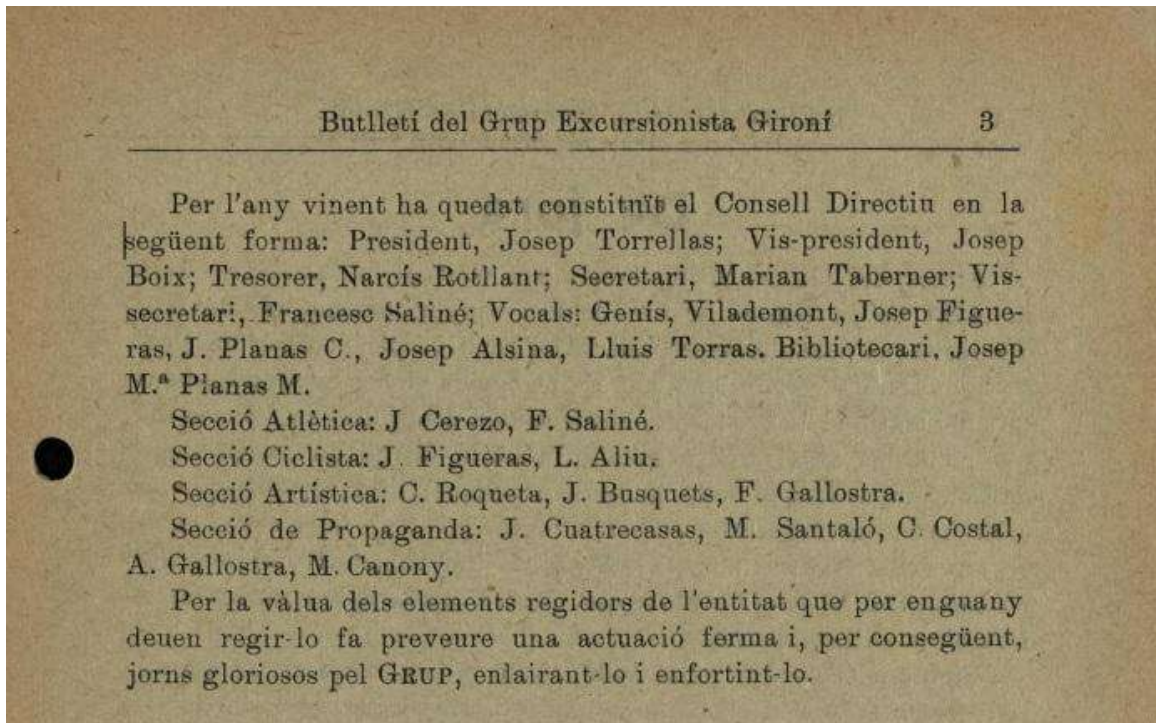 Butlletí del Grup Excursionista Gironí 3
Per l'any vinent ha quedat constituït el Consell Directiu en la
següent forma: President, Josep Torrellas; Vis-president, Josep
Boix; Tresorer, Narcís Rotllant; Secretari, Marian Taberner; Vis-
secretari, Francesc Saliné; Vocals: Genís, Vilademont, Josep Figue-
ras, J. Planas C., Josep Alsina, Lluis Torras. Bibliotecari, Josep
M.ª Planas M.
Secció Atlètica: J Cerezo, F. Saliné.
Secció Ciclista: J. Figueras, L. Aliu.
Secció Artística: C. Roqueta, J. Busquets, F. Gallostra.
Secció de Propaganda: J. Cuatrecasas, M. Santaló, C. Costal,
A. Gallostra, M. Canony.
Per la vàlua dels elements regidors de l'entitat que per enguany
deuen regir-lo fa preveure una actuació ferma i, per consegüent,
jorns gloriosos pel GRUP, enlairant-lo i enfortint-lo.